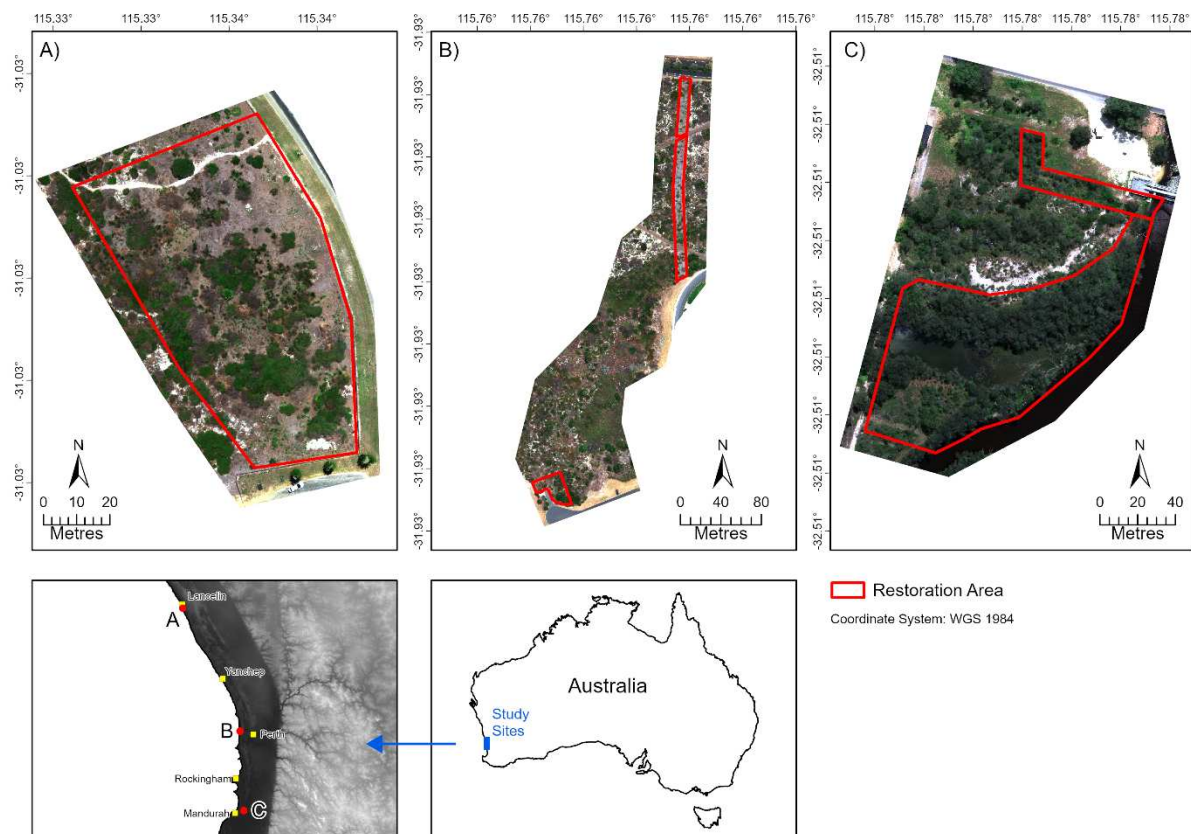 115.33° 115.33° 115.34° 115.34°
A)
-31.03°
-31.03°
-31.03°
-31.03°
-31.03°
N
0 10 20
Metres
115.76° 115.76° 115.76° 115.76° 115.76° 115.76°
B)
-31.93°
-31.93°
-31.93°
-31.93°
-31.93°
-31.93°
-31.93°
-31.93°
-31.93°
N
0 40 80
Metres
115.78° 115.78° 115.78° 115.78° 115.78° 115.78° 115.78°
C)
-32.51°
-32.51°
-32.51°
-32.51°
-32.51°
-32.51°
-32.51°
-32.51°
-32.51°
N
0 20 40
Metres
Lancelin
A
Yanchep
B
Perth
Rockingham
Mandurah
C
Australia
Study
Sites
Restoration Area
Coordinate System: WGS 1984